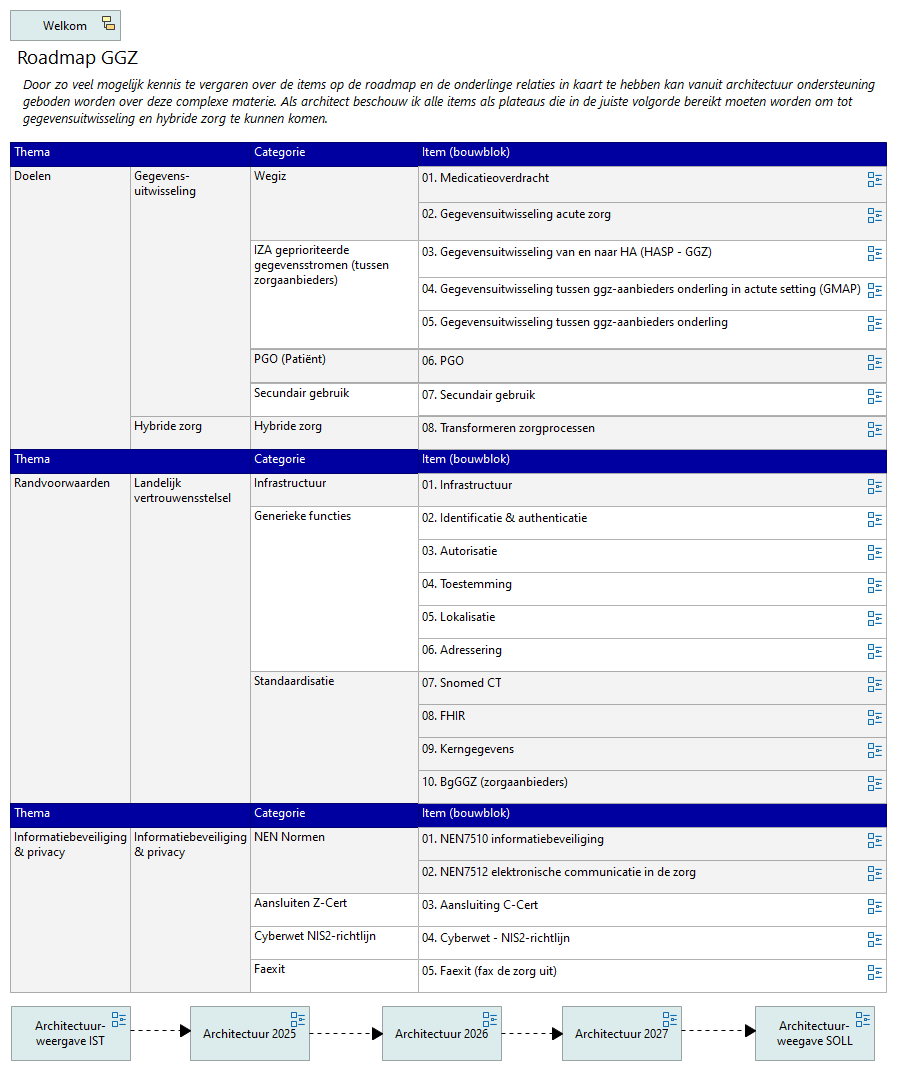 Welkom
Roadmap GGZ
Door zo veel mogelijk kennis te vergaren over de items op de roadmap en de onderlinge relaties in kaart te hebben kan vanuit architectuur ondersteuning
geboden worden over deze complexe materie. Als architect beschouw ik alle items als plateaus die in de juiste volgorde bereikt moeten worden om tot
gegevensuitwisseling en hybride zorg te kunnen komen.
Thema Categorie Item (bouwblok)
Doelen
Gegevens-
uitwisseling
Wegiz
01. Medicatieoverdracht
02. Gegevensuitwisseling acute zorg
IZA geprioriteerde
gegevensstromen (tussen
zorgaanbieders)
03. Gegevensuitwisseling van en naar HA (HASP - GGZ)
04. Gegevensuitwisseling tussen ggz-aanbieders onderling in actute setting (GMAP)
05. Gegevensuitwisseling tussen ggz-aanbieders onderling
PGO (Patiënt)
06. PGO
Secundair gebruik
07. Secundair gebruik
Hybride zorg
Hybride zorg
08. Transformeren zorgprocessen
Thema Categorie Item (bouwblok)
Randvoorwaarden
Landelijk
vertrouwensstelsel
Infrastructuur
01. Infrastructuur
Generieke functies
02. Identificatie & authenticatie
03. Autorisatie
04. Toestemming
05. Lokalisatie
06. Adressering
Standaardisatie
07. Snomed CT
08. FHIR
09. Kerngegevens
10. BgGGZ (zorgaanbieders)
Thema Categorie Item (bouwblok)
Informatiebeveiliging
& privacy
Informatiebeveiliging
& privacy
NEN Normen
01. NEN7510 informatiebeveiliging
02. NEN7512 elektronische communicatie in de zorg
Aansluiten Z-Cert
03. Aansluiting C-Cert
Cyberwet NIS2-richtlijn
04. Cyberwet - NIS2-richtlijn
Faexit
05. Faexit (fax de zorg uit)
Architectuur-
weergave IST
Architectuur 2025
Architectuur 2026
Architectuur 2027
Architectuur-
weegave SOLL